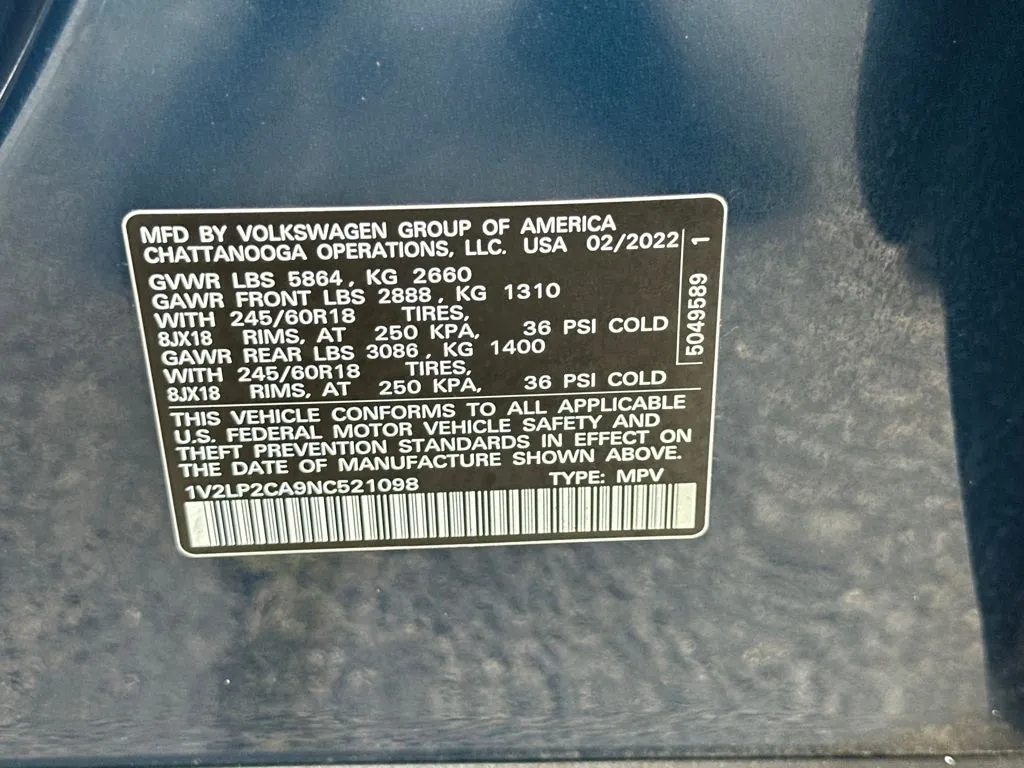 MFD BY VOLKSWAGEN GROUP OF AMERICA
CHATTANOOGA OPERATIONS, LLC. USA 02/2022
GVWR LBS 5864, KG 2660
GAWR FRONT LBS 2888, KG 1310
WITH 245/60R18 TIRES,
8JX18 RIMS, AT 250 KPA, 36 PSI COLD
GAWR REAR LBS 3086, KG 1400
WITH 245/60R18 TIRES,
8JX18 RIMS, AT 250 KPA, 36 PSI COLD
5049589 1
THIS VEHICLE CONFORMS TO ALL APPLICABLE
U.S. FEDERAL MOTOR VEHICLE SAFETY AND
THEFT PREVENTION STANDARDS IN EFFECT ON
THE DATE OF MANUFACTURE SHOWN ABOVE.
1V2LP2CA9NC521098 TYPE: MPV